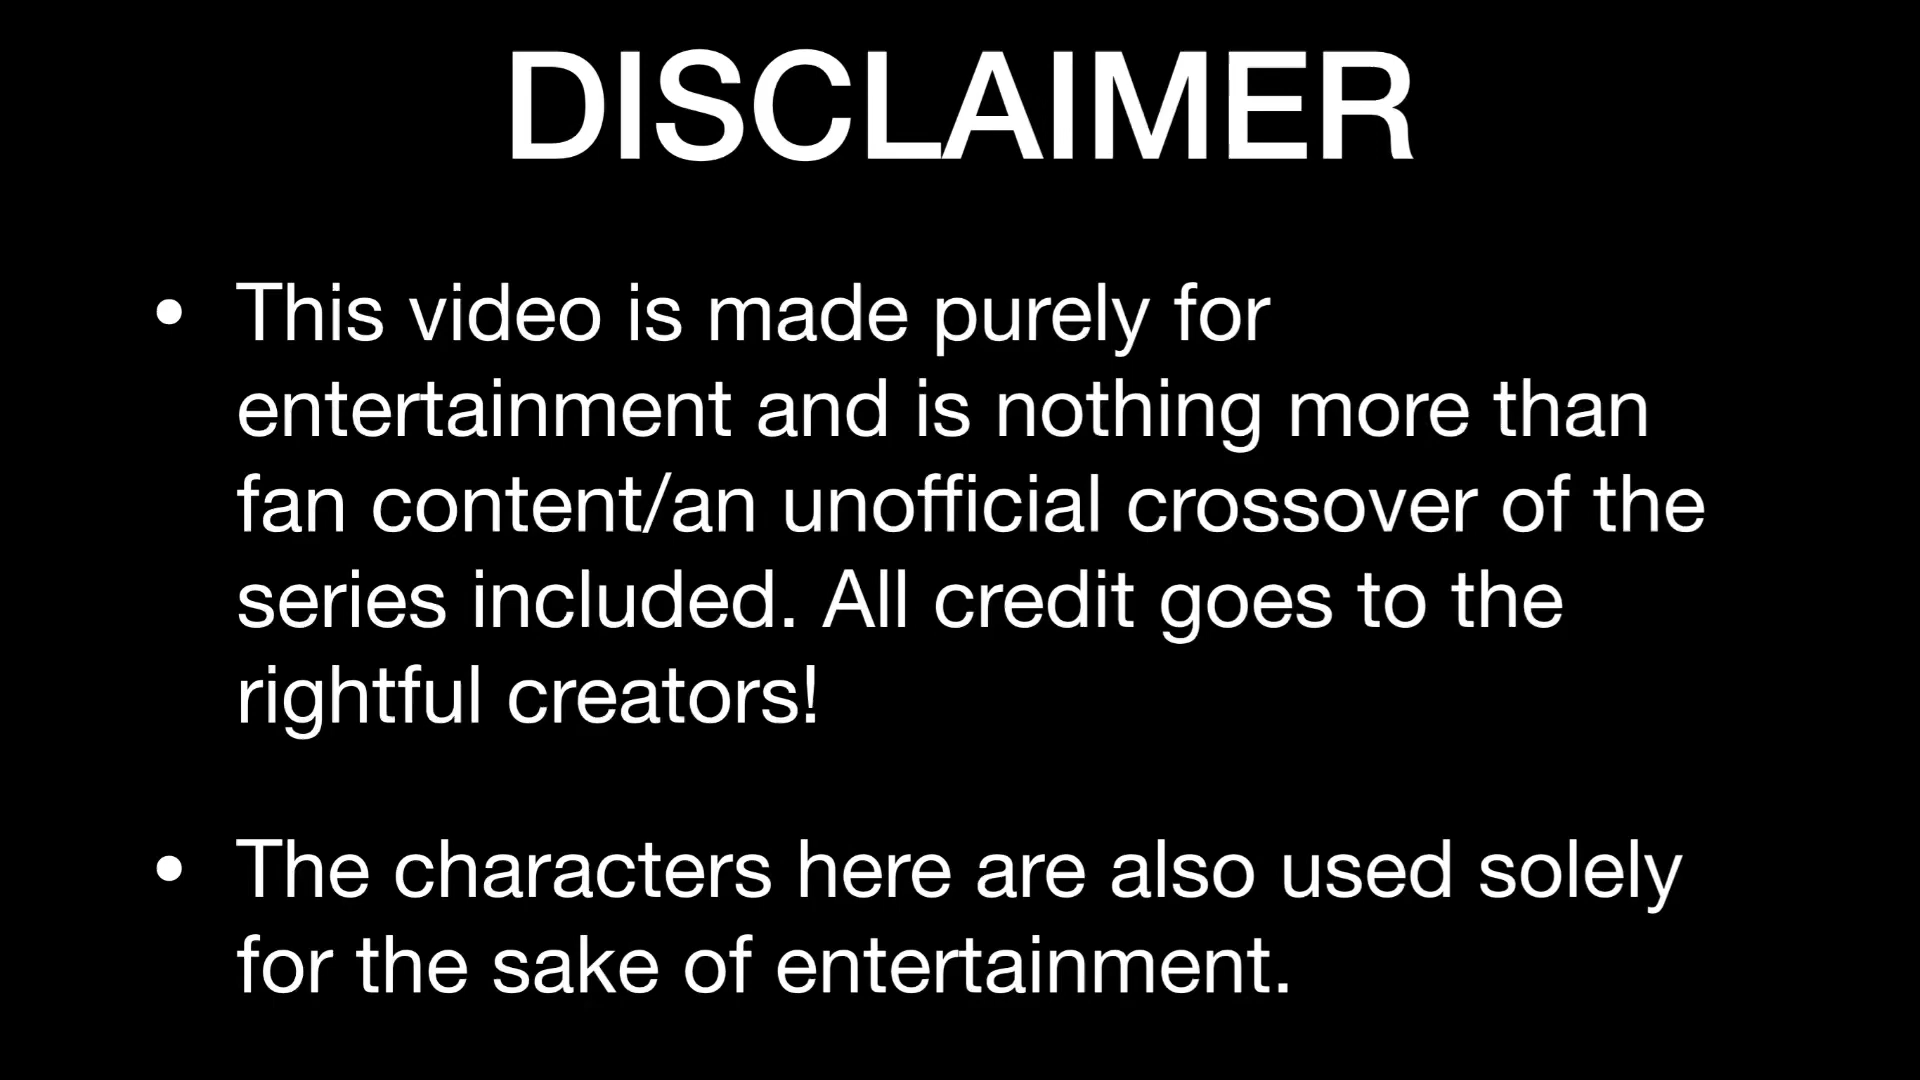 DISCLAIMER
• This video is made purely for
entertainment and is nothing more than
fan content/an unofficial crossover of the
series included. All credit goes to the
rightful creators!
• The characters here are also used solely
for the sake of entertainment.